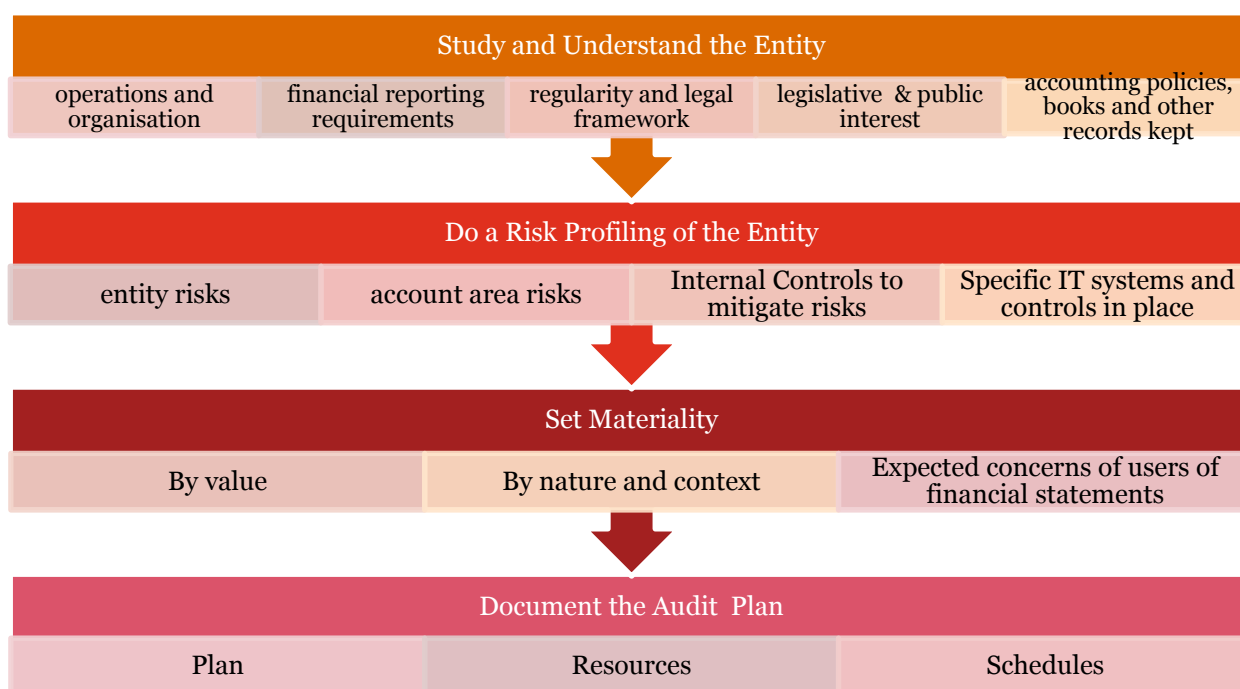 Study and Understand the Entity
operations and
organisation
financial reporting
requirements
regularity and legal
framework
legislative & public
interest
accounting policies,
books and other
records kept
Do a Risk Profiling of the Entity
entity risks
account area risks
Internal Controls to
mitigate risks
Specific IT systems and
controls in place
Set Materiality
By value
By nature and context
Expected concerns of users of
financial statements
Document the Audit Plan
Plan
Resources
Schedules